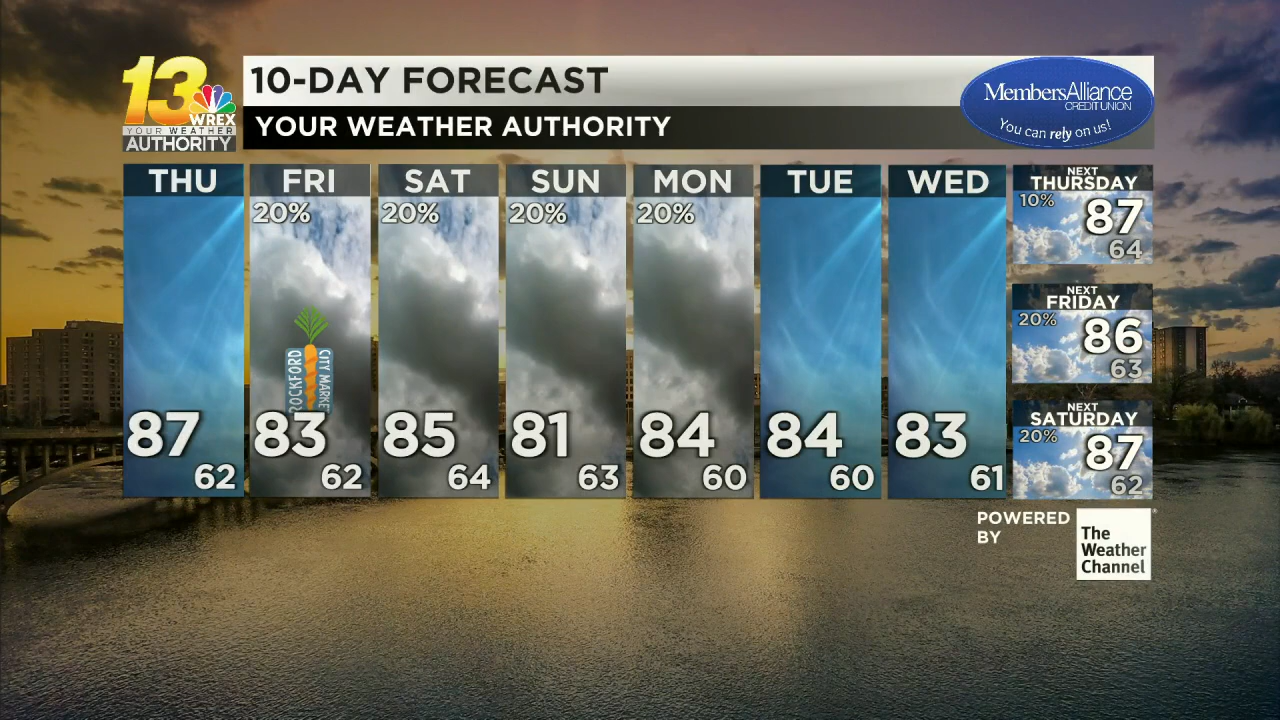 13
WREX
YOUR WEATHER
AUTHORITY
10-DAY FORECAST
YOUR WEATHER AUTHORITY
MembersAlliance
CREDIT UNION
You can rely on us!
THU
87
62
FRI
20%
ROCKFORD
CITY MARKET
83
62
SAT
20%
85
64
SUN
20%
81
63
MON
20%
84
60
TUE
84
60
WED
83
61
NEXT
THURSDAY
10%
87
64
NEXT
FRIDAY
20%
86
63
NEXT
SATURDAY
20%
87
62
POWERED
BY
The
Weather
Channel